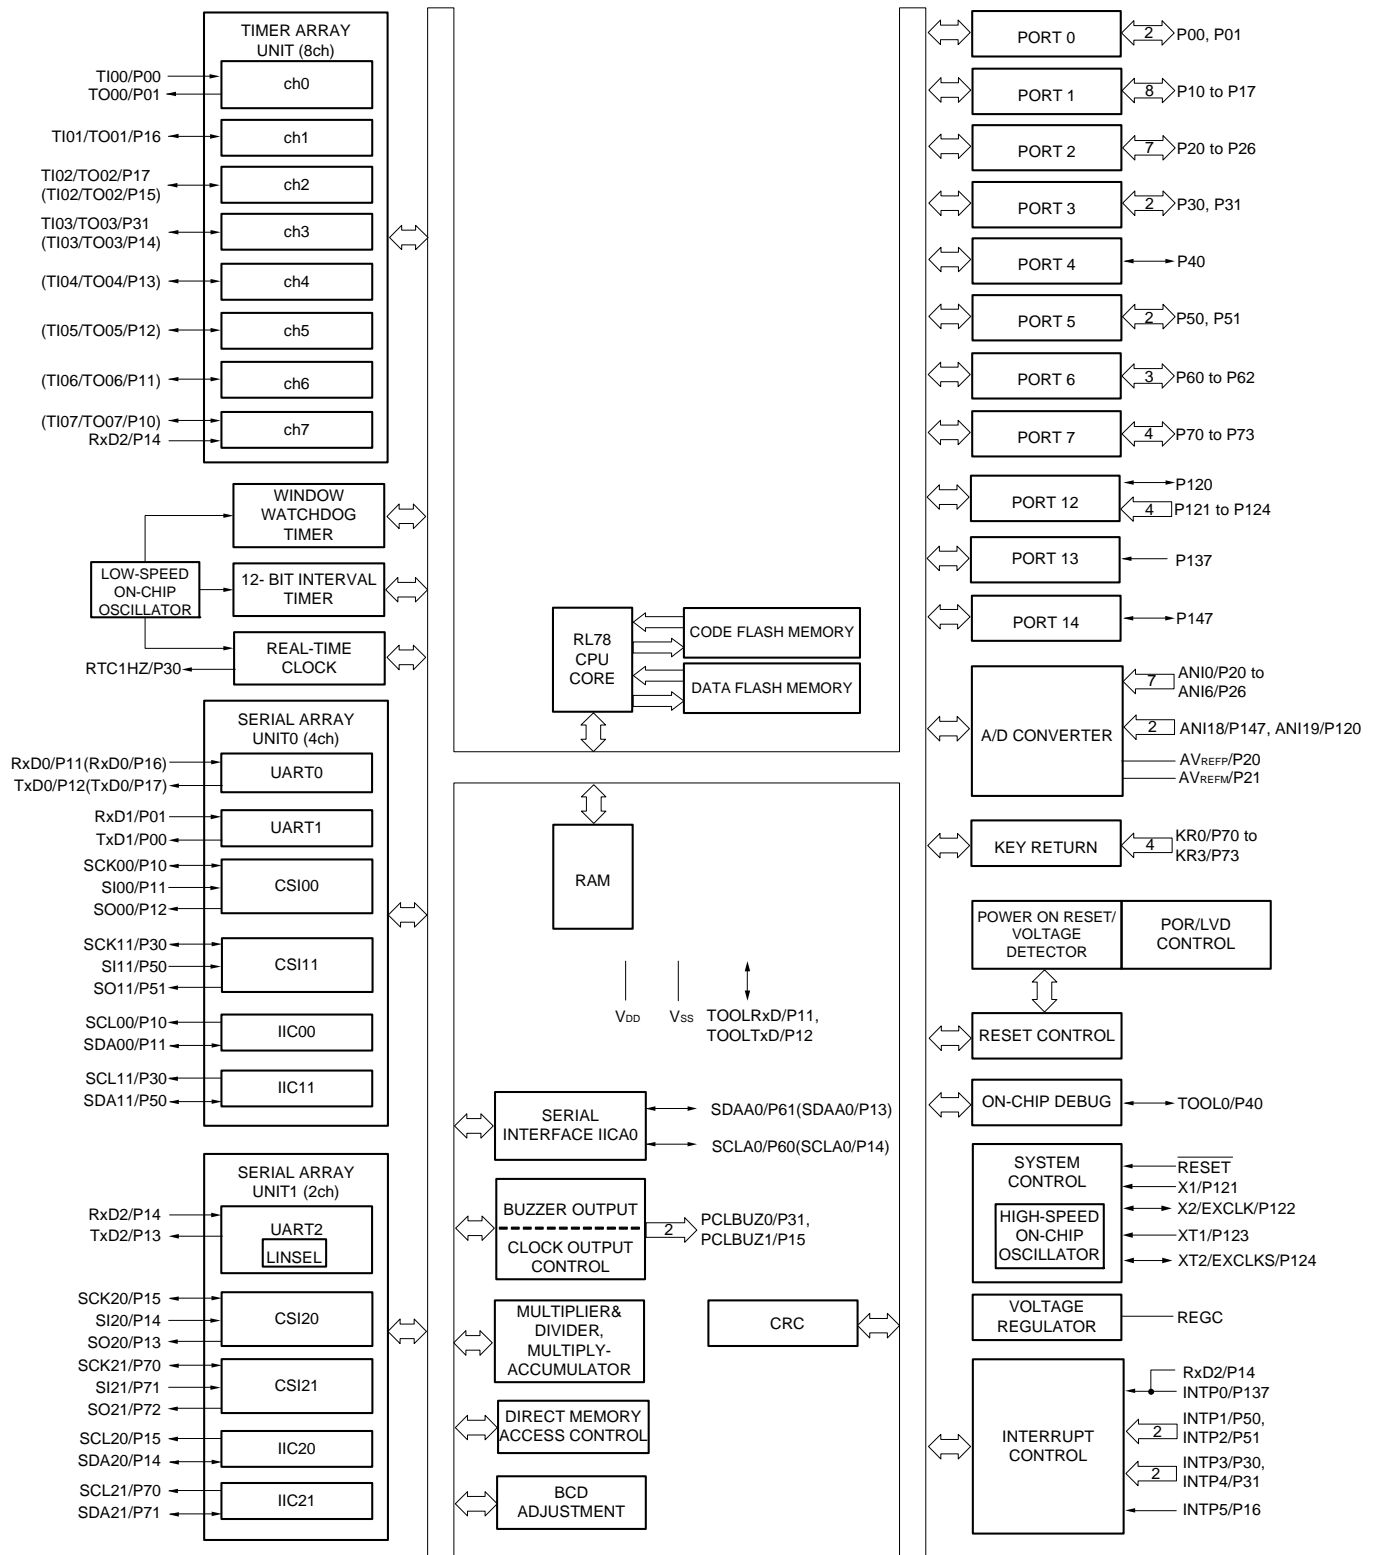 TIMER ARRAY
UNIT (8ch)
TI00/P00
TO00/P01
ch0
TI01/TO01/P16
ch1
TI02/TO02/P17
(TI02/TO02/P15)
ch2
TI03/TO03/P31
(TI03/TO03/P14)
ch3
(TI04/TO04/P13)
ch4
(TI05/TO05/P12)
ch5
(TI06/TO06/P11)
ch6
(TI07/TO07/P10)
RxD2/P14
ch7
WINDOW
WATCHDOG
TIMER
LOW-SPEED
ON-CHIP
OSCILLATOR
12- BIT INTERVAL
TIMER
REAL-TIME
CLOCK
RTC1HZ/P30
SERIAL ARRAY
UNIT0 (4ch)
RxD0/P11(RxD0/P16)
TxD0/P12(TxD0/P17)
UART0
RxD1/P01
TxD1/P00
UART1
SCK00/P10
SI00/P11
SO00/P12
CSI00
SCK11/P30
SI11/P50
SO11/P51
CSI11
SCL00/P10
SDA00/P11
IIC00
SCL11/P30
SDA11/P50
IIC11
SERIAL ARRAY
UNIT1 (2ch)
RxD2/P14
TxD2/P13
UART2
LINSEL
SCK20/P15
SI20/P14
SO20/P13
CSI20
SCK21/P70
SI21/P71
SO21/P72
CSI21
SCL20/P15
SDA20/P14
IIC20
SCL21/P70
SDA21/P71
IIC21
RL78
CPU
CORE
CODE FLASH MEMORY
DATA FLASH MEMORY
RAM
VDD
VSS
TOOLRxD/P11,
TOOLTxD/P12
SERIAL
INTERFACE IICA0
SDAA0/P61(SDAA0/P13)
SCLA0/P60(SCLA0/P14)
BUZZER OUTPUT
CLOCK OUTPUT
CONTROL
2
PCLBUZ0/P31,
PCLBUZ1/P15
MULTIPLIER&
DIVIDER,
MULTIPLY-
ACCUMULATOR
CRC
DIRECT MEMORY
ACCESS CONTROL
BCD
ADJUSTMENT
PORT 0
2
P00, P01
PORT 1
8
P10 to P17
PORT 2
7
P20 to P26
PORT 3
2
P30, P31
PORT 4
P40
PORT 5
2
P50, P51
PORT 6
3
P60 to P62
PORT 7
4
P70 to P73
PORT 12
P120
4
P121 to P124
PORT 13
P137
PORT 14
P147
A/D CONVERTER
7
ANI0/P20 to
ANI6/P26
2
ANI18/P147, ANI19/P120
AVREFP/P20
AVREFM/P21
KEY RETURN
4
KR0/P70 to
KR3/P73
POWER ON RESET/
VOLTAGE
DETECTOR
POR/LVD
CONTROL
RESET CONTROL
ON-CHIP DEBUG
TOOL0/P40
SYSTEM
CONTROL
HIGH-SPEED
ON-CHIP
OSCILLATOR
RESET
X1/P121
X2/EXCLK/P122
XT1/P123
XT2/EXCLKS/P124
VOLTAGE
REGULATOR
REGC
INTERRUPT
CONTROL
RxD2/P14
INTP0/P137
2
INTP1/P50,
INTP2/P51
2
INTP3/P30,
INTP4/P31
INTP5/P16